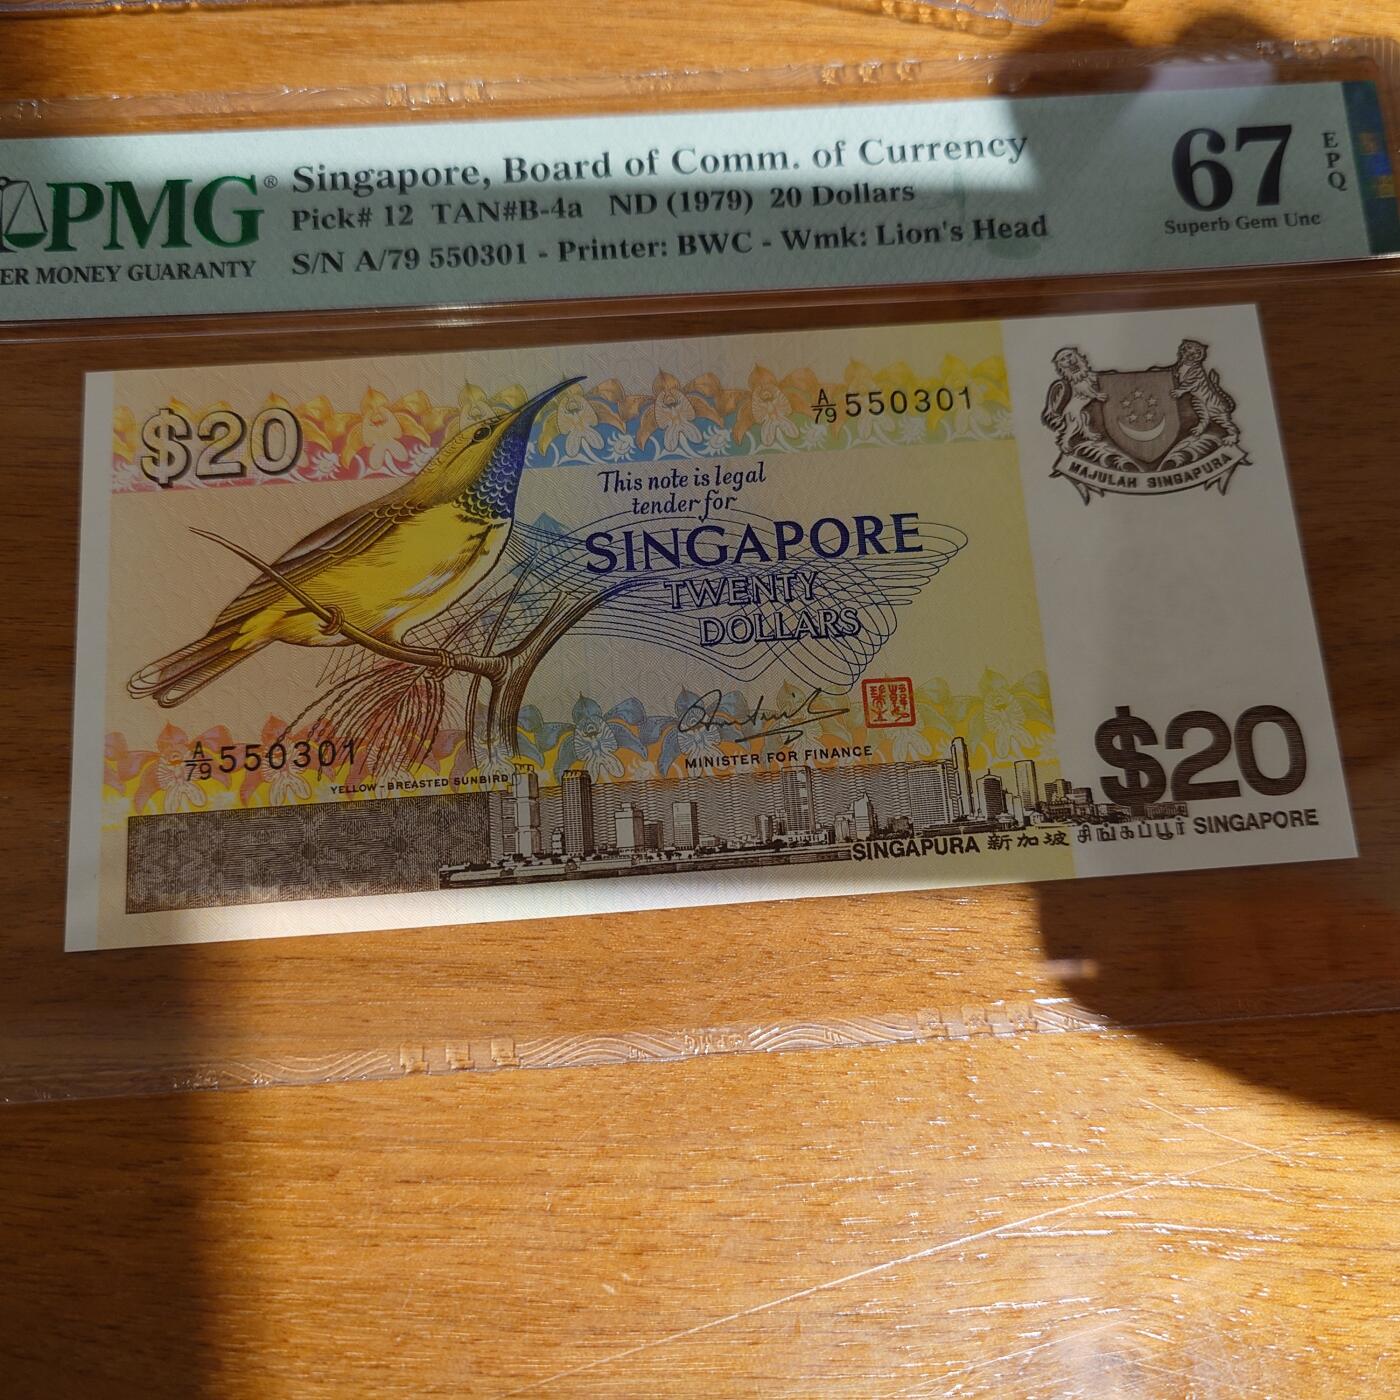 PMG®
ER MONEY GUARANTY
Singapore, Board of Comm. of Currency
Pick# 12 TAN#B-4a ND (1979) 20 Dollars
S/N A/79 550301 - Printer: BWC - Wmk: Lion's Head
67
EPQ
Superb Gem Unc
$20
A/79 550301
MAJULAH SINGAPURA
This note is legal
tender for
SINGAPORE
TWENTY
DOLLARS
MINISTER FOR FINANCE
A/79 550301
YELLOW-BREASTED SUNBIRD
$20
SINGAPURA 新加坡 சிங்கப்பூர் SINGAPORE